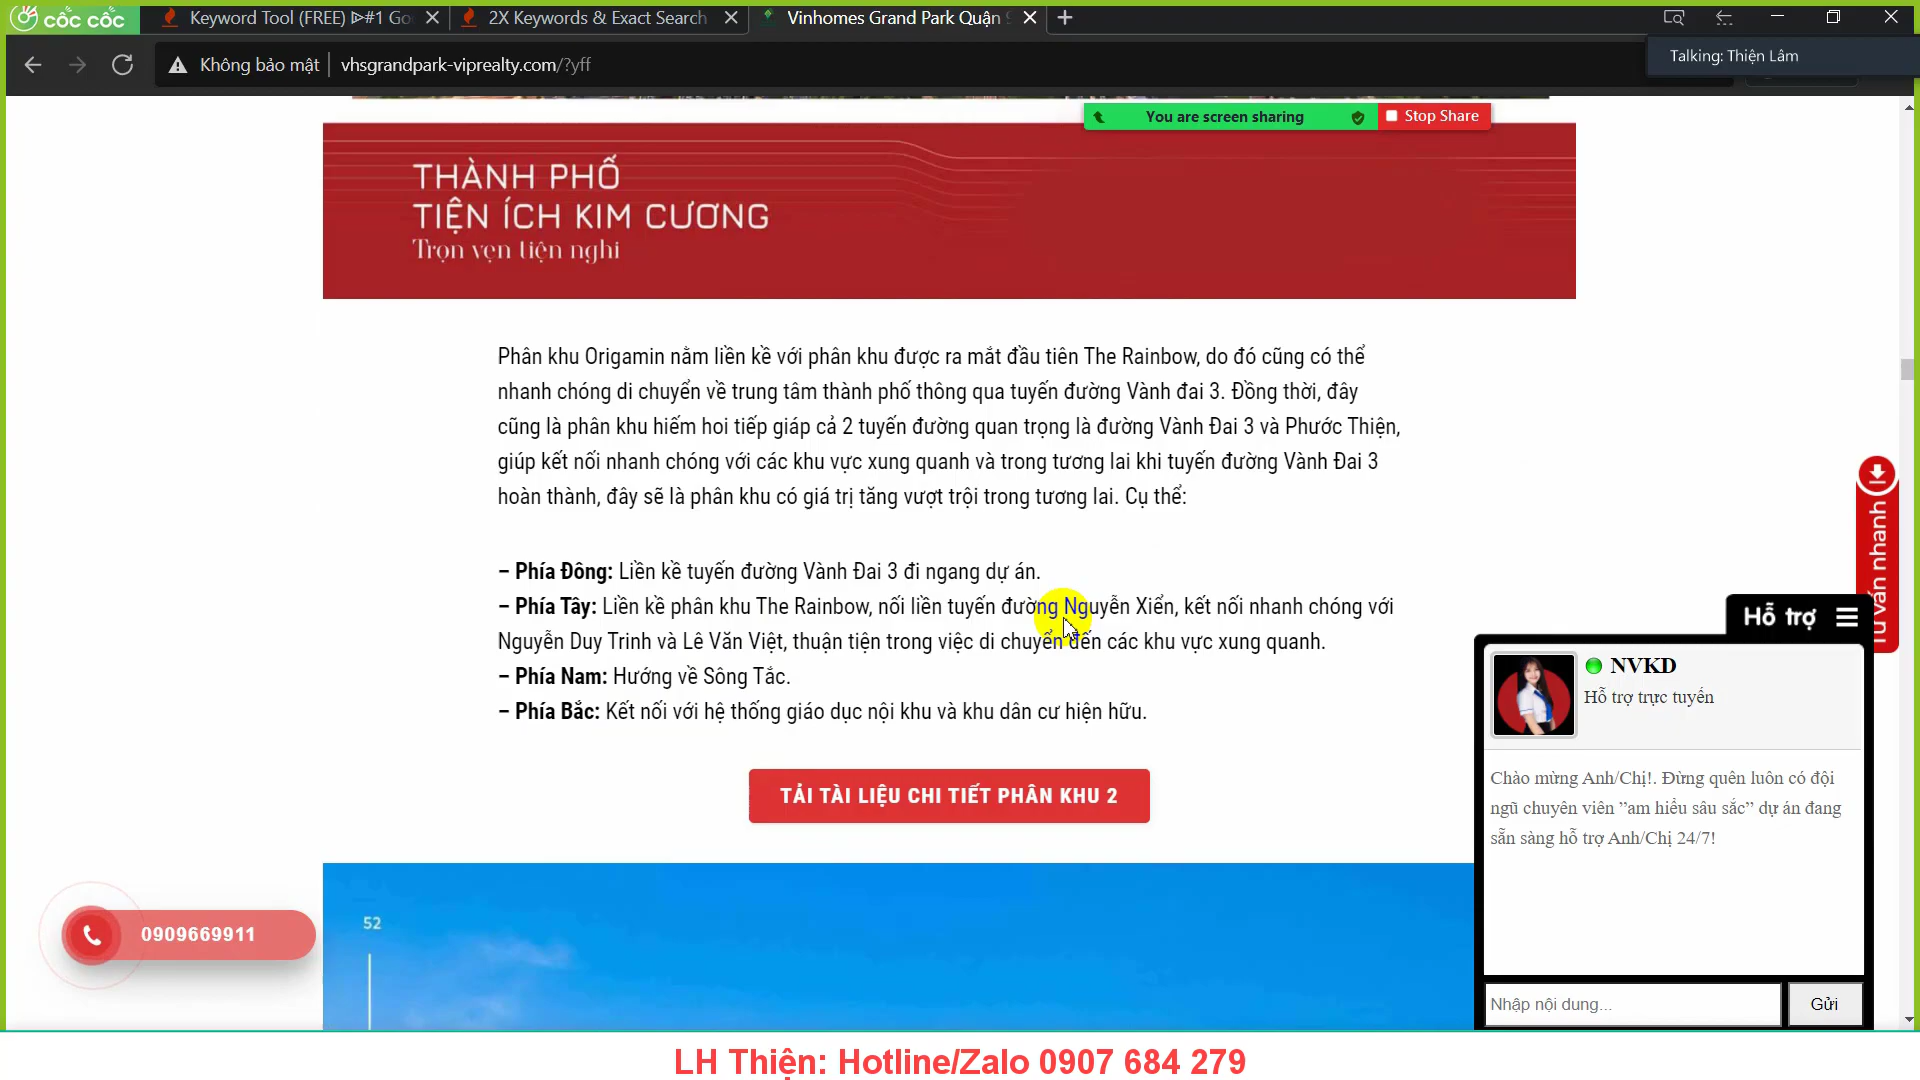 cốc cốc
Keyword Tool (FREE) ᐈ#1 Go
2X Keywords & Exact Search
Vinhomes Grand Park Quận 9
Talking: Thiện Lâm
Không bảo mật
vhsgrandpark-viprealty.com/?yff
You are screen sharing
Stop Share
THÀNH PHỐ
TIỆN ÍCH KIM CƯƠNG
Trọn vẹn tiện nghi
Phân khu Origamin nằm liền kề với phân khu được ra mắt đầu tiên The Rainbow, do đó cũng có thể
nhanh chóng di chuyển về trung tâm thành phố thông qua tuyến đường Vành đai 3. Đồng thời, đây
cũng là phân khu hiếm hoi tiếp giáp cả 2 tuyến đường quan trọng là đường Vành Đai 3 và Phước Thiện,
giúp kết nối nhanh chóng với các khu vực xung quanh và trong tương lai khi tuyến đường Vành Đai 3
hoàn thành, đây sẽ là phân khu có giá trị tăng vượt trội trong tương lai. Cụ thể:
– Phía Đông: Liền kề tuyến đường Vành Đai 3 đi ngang dự án.
– Phía Tây: Liền kề phân khu The Rainbow, nối liền tuyến đường Nguyễn Xiển, kết nối nhanh chóng với
Nguyễn Duy Trinh và Lê Văn Việt, thuận tiện trong việc di chuyển đến các khu vực xung quanh.
– Phía Nam: Hướng về Sông Tắc.
– Phía Bắc: Kết nối với hệ thống giáo dục nội khu và khu dân cư hiện hữu.
TẢI TÀI LIỆU CHI TIẾT PHÂN KHU 2
Tư vấn nhanh
Hỗ trợ
NVKD
Hỗ trợ trực tuyến
Chào mừng Anh/Chị!. Đừng quên luôn có đội
ngũ chuyên viên ”am hiểu sâu sắc” dự án đang
sẵn sàng hỗ trợ Anh/Chị 24/7!
Nhập nội dung...
Gửi
52
0909669911
LH Thiện: Hotline/Zalo 0907 684 279